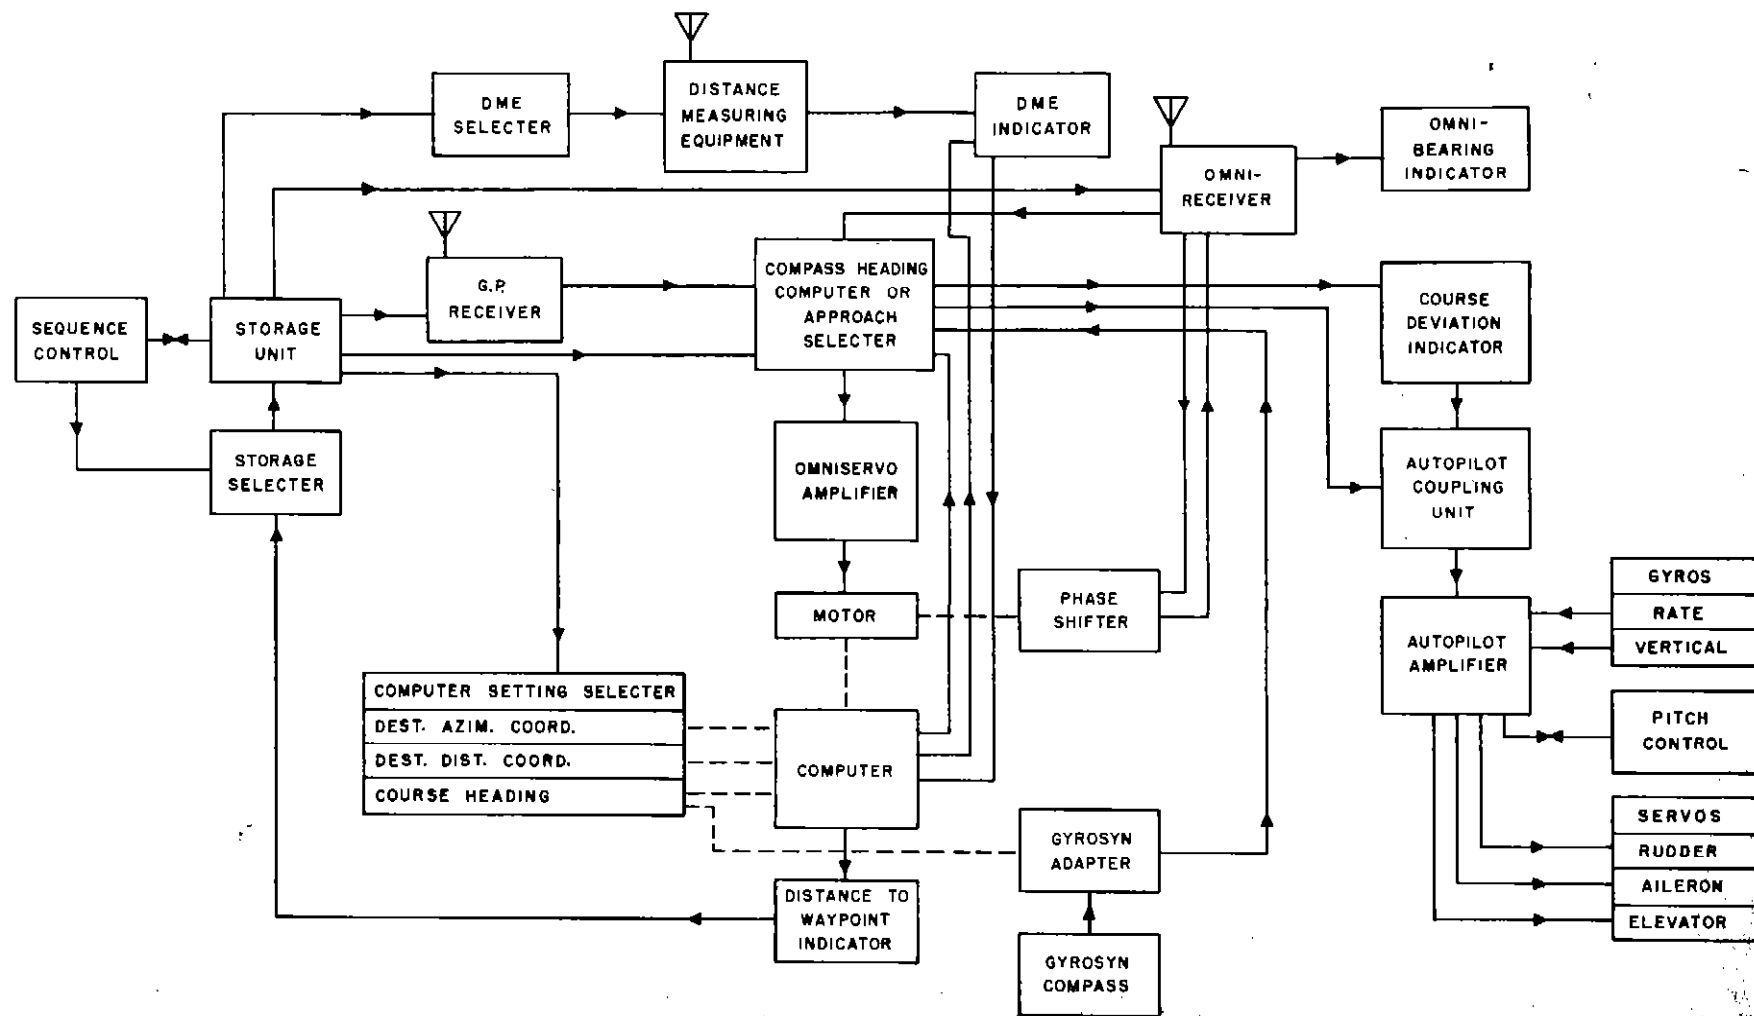 DME
SELECTER
DISTANCE
MEASURING
EQUIPMENT
DME
INDICATOR
OMNI-
RECEIVER
OMNI-
BEARING
INDICATOR
SEQUENCE
CONTROL
STORAGE
UNIT
G.P.
RECEIVER
COMPASS HEADING
COMPUTER OR
APPROACH
SELECTER
COURSE
DEVIATION
INDICATOR
STORAGE
SELECTER
OMNISERVO
AMPLIFIER
AUTOPILOT
COUPLING
UNIT
MOTOR
PHASE
SHIFTER
AUTOPILOT
AMPLIFIER
GYROS
RATE
VERTICAL
COMPUTER SETTING SELECTER
DEST. AZIM. COORD.
DEST. DIST. COORD.
COURSE HEADING
COMPUTER
PITCH
CONTROL
GYROSYN
ADAPTER
SERVOS
RUDDER
AILERON
ELEVATOR
DISTANCE TO
WAYPOINT
INDICATOR
GYROSYN
COMPASS